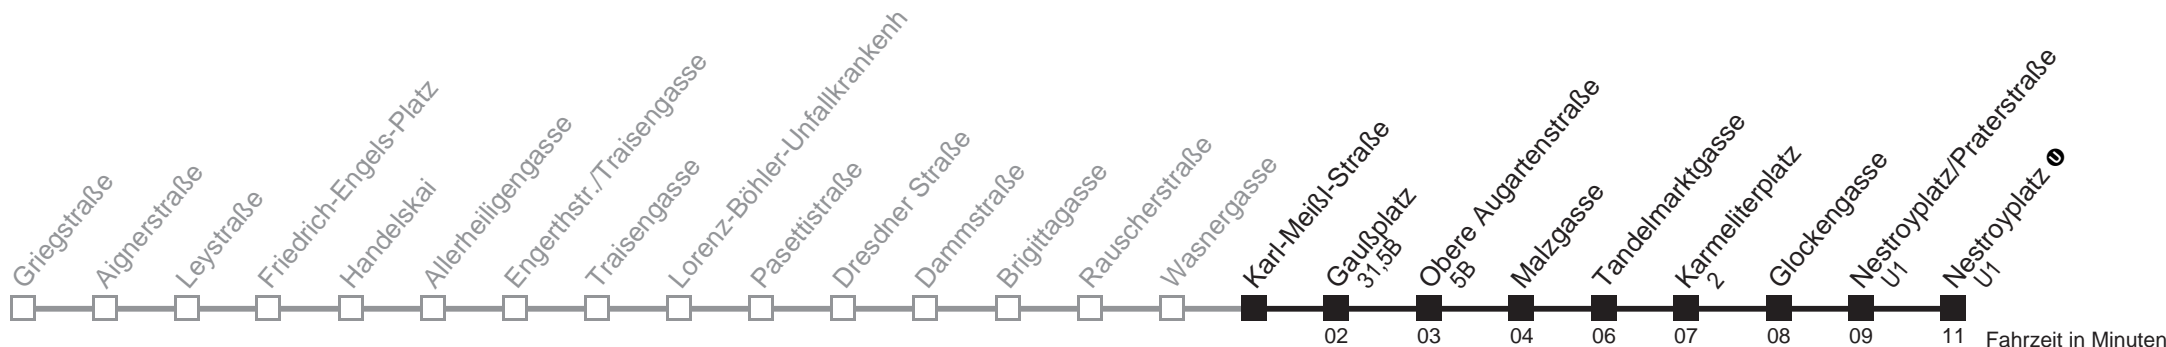 Griegstraße
Aignerstraße
Leystraße
Friedrich-Engels-Platz
Handelskai
Allerheiligengasse
Engerthstr./Traisengasse
Traisengasse
Lorenz-Böhler-Unfallkrankenh
Pasettistraße
Dresdner Straße
Dammstraße
Brigittagasse
Rauscherstraße
Wasnergasse
Karl-Meißl-Straße
Gaußplatz
31,5B
Obere Augartenstraße
5B
Malzgasse
Tandelmarktgasse
Karmeliterplatz
2
Glockengasse
Nestroyplatz/Praterstraße
U1
Nestroyplatz U
U1
02 03 04 06 07 08 09 11 Fahrzeit in Minuten